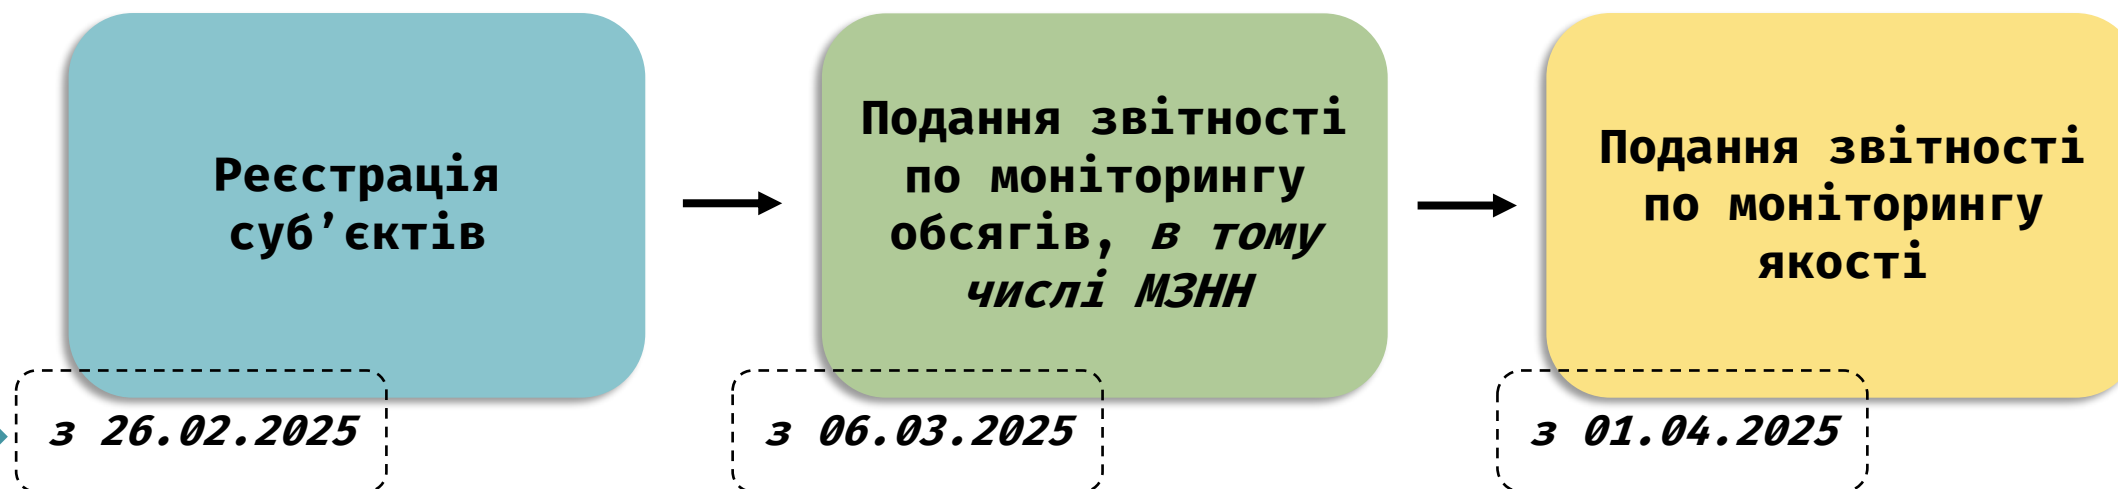 Реєстрація
суб’єктів
з 26.02.2025
Подання звітності
по моніторингу
обсягів, в тому
числі МЗНН
з 06.03.2025
Подання звітності
по моніторингу
якості
з 01.04.2025